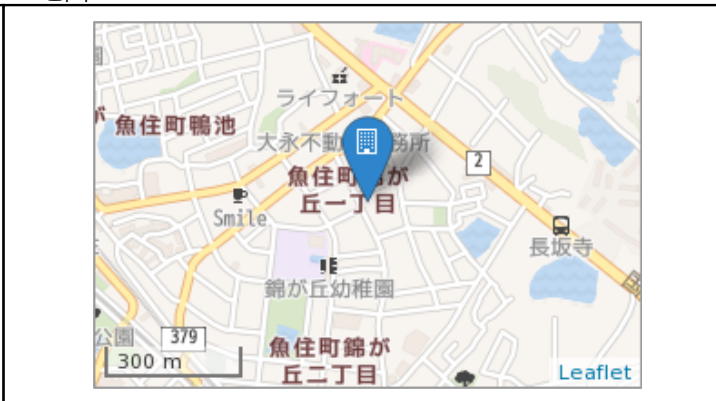 ライフォート
魚住町鴨池
大永不動
務所
2
魚住町
が
丘一丁目
Smile
長坂寺
錦が丘幼稚園
公園
379
魚住町錦が
丘二丁目
300 m
Leaflet